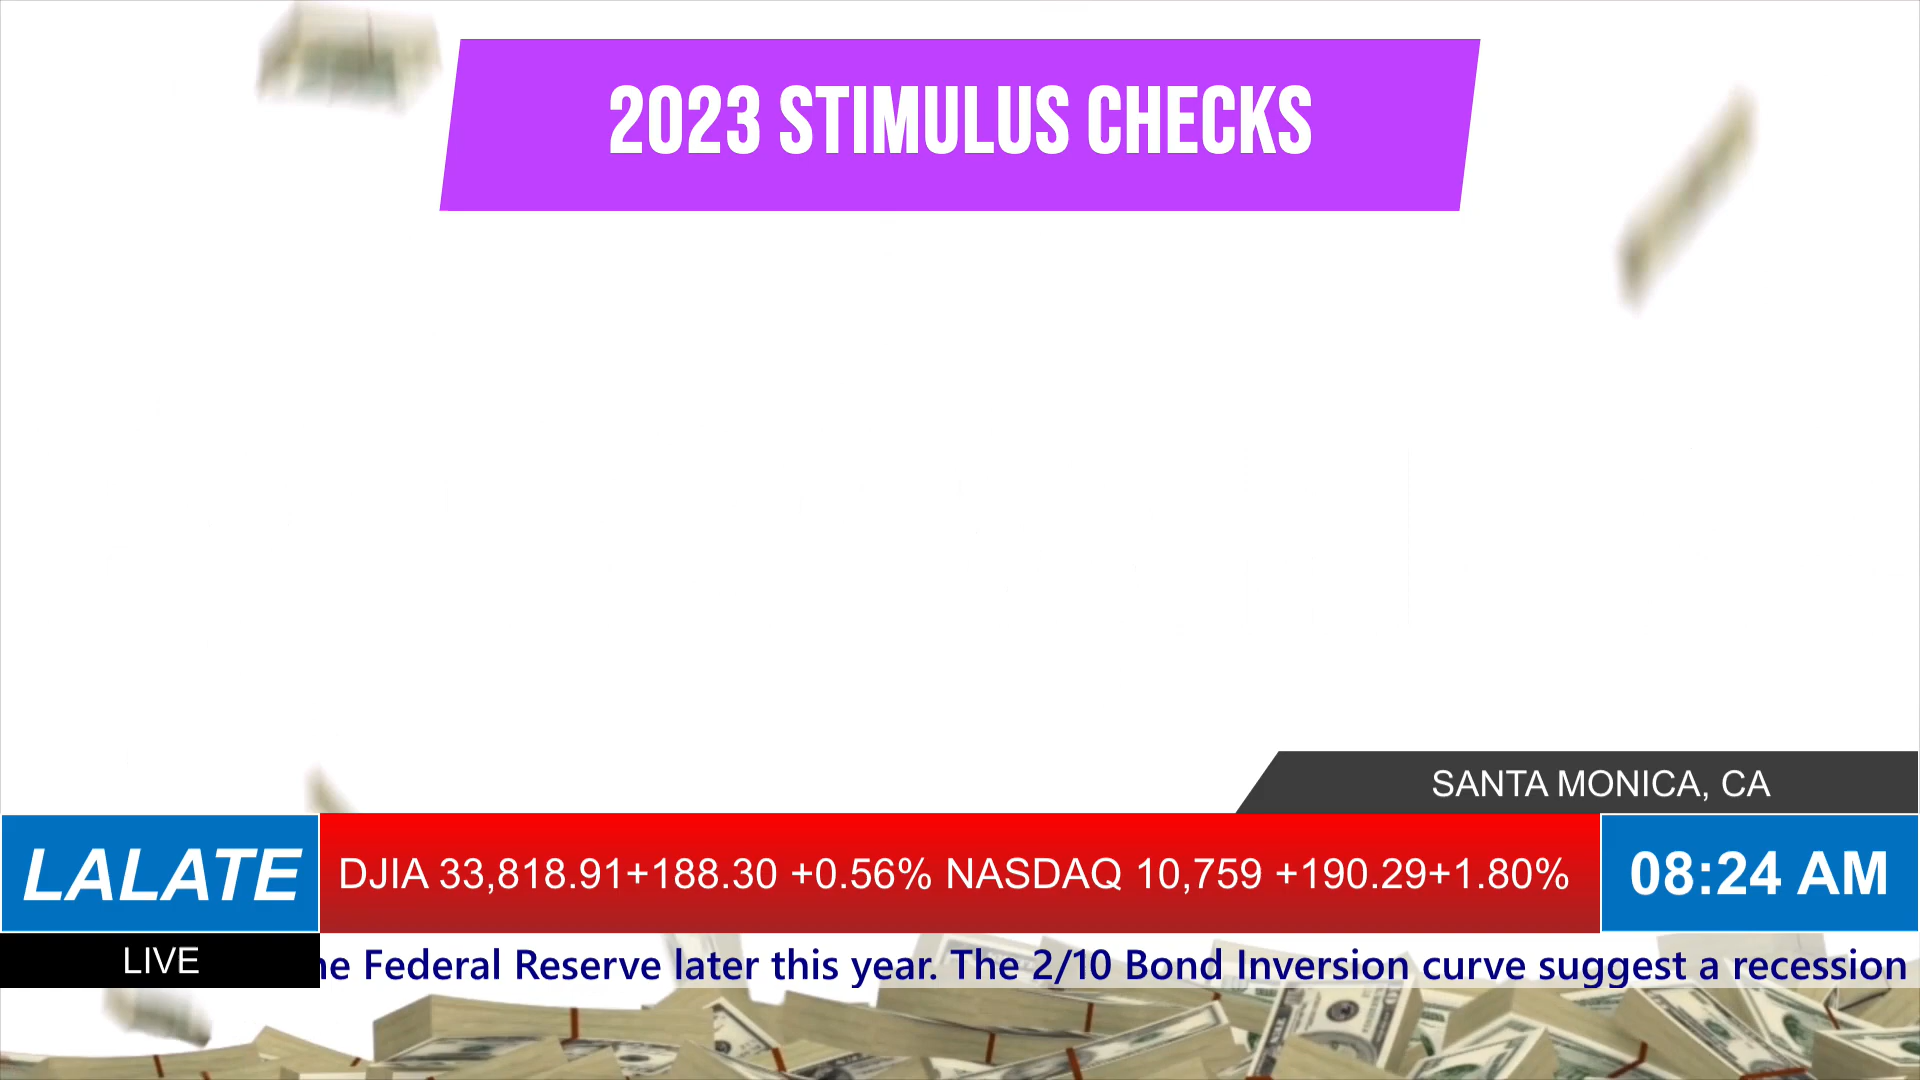 2023 STIMULUS CHECKS
SANTA MONICA, CA
LALATE
DJIA 33,818.91+188.30 +0.56% NASDAQ 10,759 +190.29+1.80%
08:24 AM
LIVE
Federal Reserve later this year. The 2/10 Bond Inversion curve suggest a recession